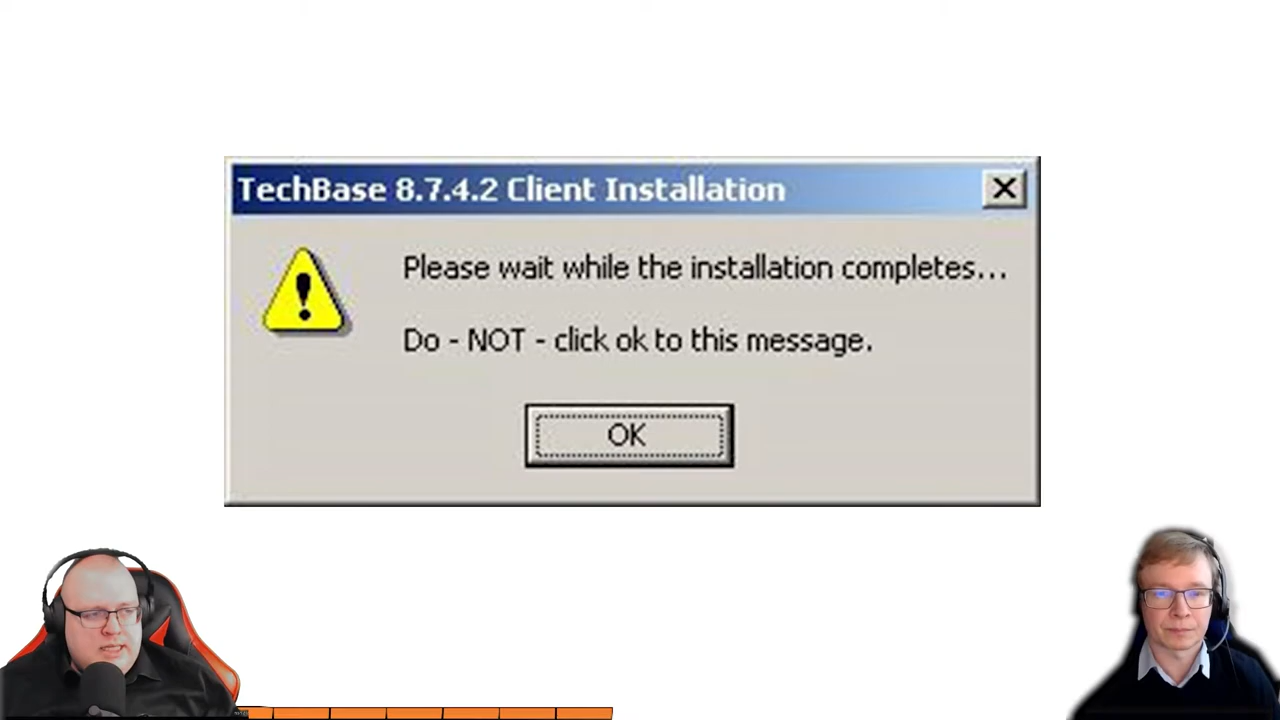 TechBase 8.7.4.2 Client Installation
Please wait while the installation completes...
Do - NOT - click ok to this message.
OK